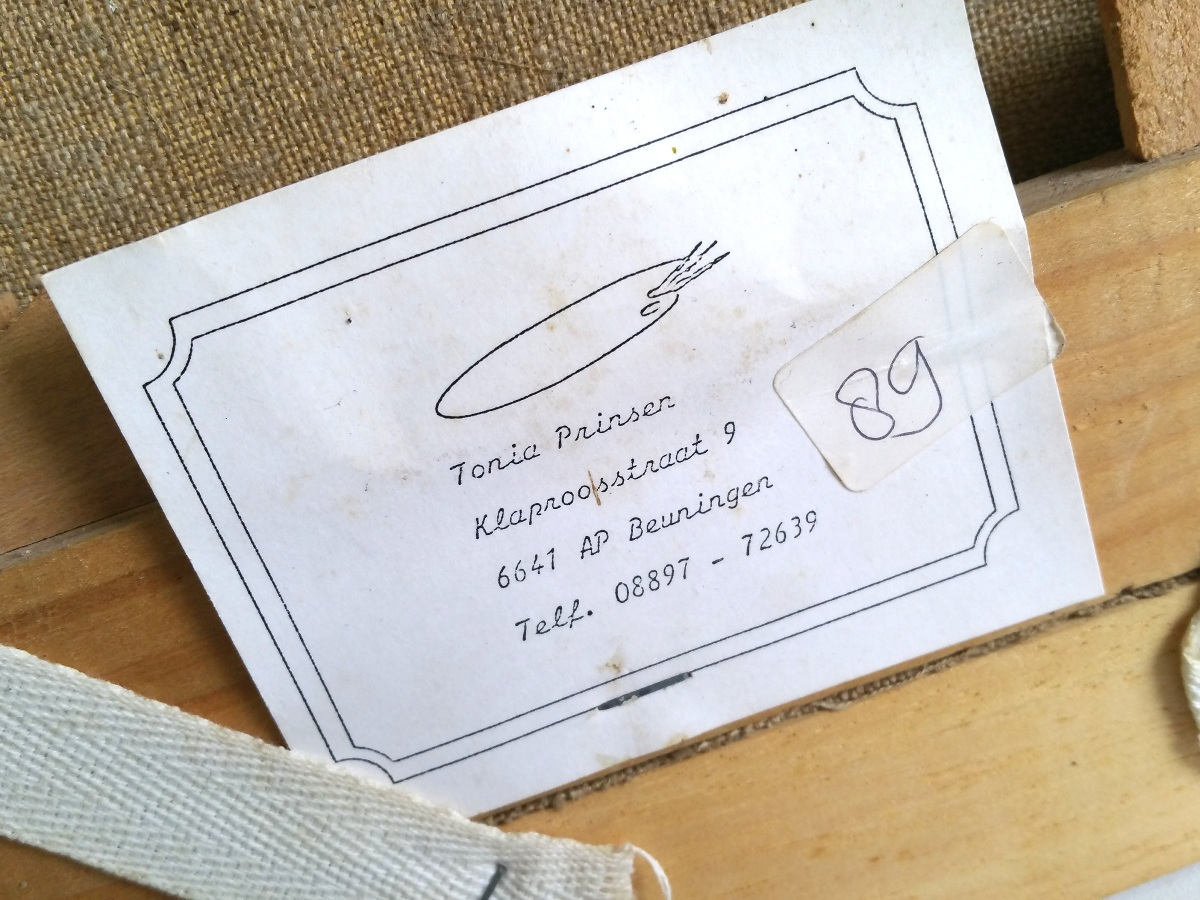 Tonia Prinsen
Klaproosstraat 9
6641 AP Beuningen
Telf. 08897 - 72639
89